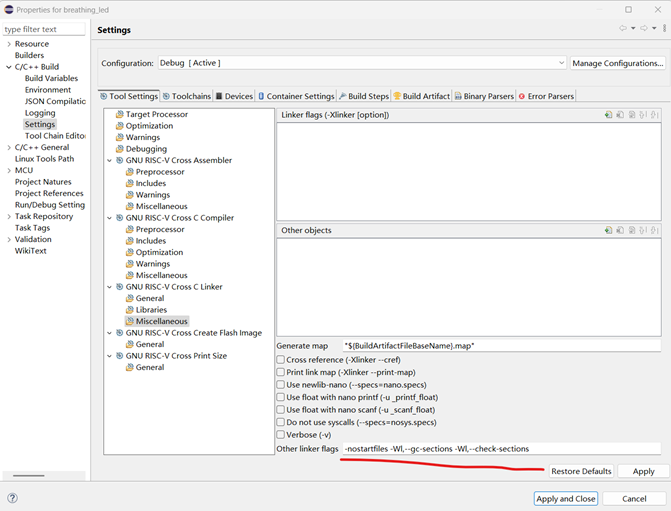 Properties for breathing_led
type filter text
Settings
Resource
Builders
C/C++ Build
Build Variables
Environment
JSON Compilatic
Logging
Settings
Tool Chain Editor
C/C++ General
Linux Tools Path
MCU
Project Natures
Project References
Run/Debug Setting
Task Repository
Task Tags
Validation
WikiText
Configuration:
Debug [ Active ]
Manage Configurations...
Tool Settings
Toolchains
Devices
Container Settings
Build Steps
Build Artifact
Binary Parsers
Error Parsers
Target Processor
Optimization
Warnings
Debugging
GNU RISC-V Cross Assembler
Preprocessor
Includes
Warnings
Miscellaneous
GNU RISC-V Cross C Compiler
Preprocessor
Includes
Optimization
Warnings
Miscellaneous
GNU RISC-V Cross C Linker
General
Libraries
Miscellaneous
GNU RISC-V Cross Create Flash Image
General
GNU RISC-V Cross Print Size
General
Linker flags (-Xlinker [option])
Other objects
Generate map
"${BuildArtifactFileBaseName}.map"
Cross reference (-Xlinker --cref)
Print link map (-Xlinker --print-map)
Use newlib-nano (--specs=nano.specs)
Use float with nano printf (-u _printf_float)
Use float with nano scanf (-u _scanf_float)
Do not use syscalls (--specs=nosys.specs)
Verbose (-v)
Other linker flags
-nostartfiles -Wl,--gc-sections -Wl,--check-sections
Restore Defaults
Apply
Apply and Close
Cancel